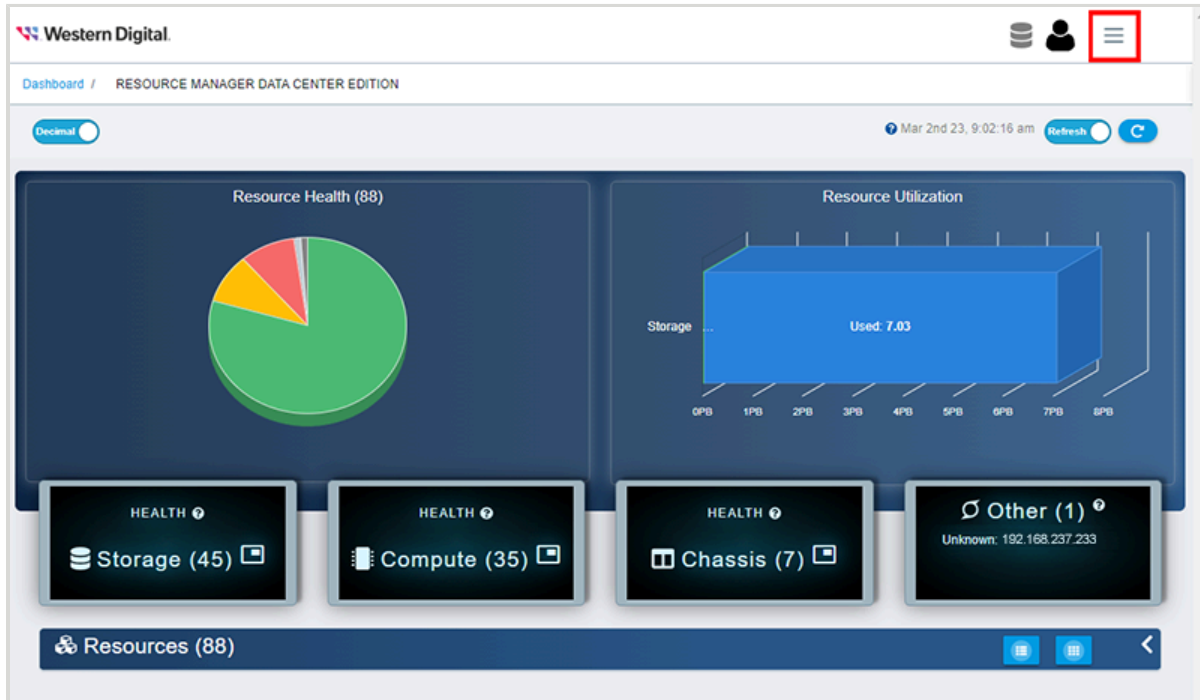 Western Digital.
Dashboard / RESOURCE MANAGER DATA CENTER EDITION
Decimal
Mar 2nd 23, 9:02:16 am Refresh
Resource Health (88)
Resource Utilization
Storage ...
Used: 7.03
0PB 1PB 2PB 3PB 4PB 5PB 6PB 7PB 8PB
HEALTH
Storage (45)
HEALTH
Compute (35)
HEALTH
Chassis (7)
Other (1)
Unknown: 192.168.237.233
Resources (88)